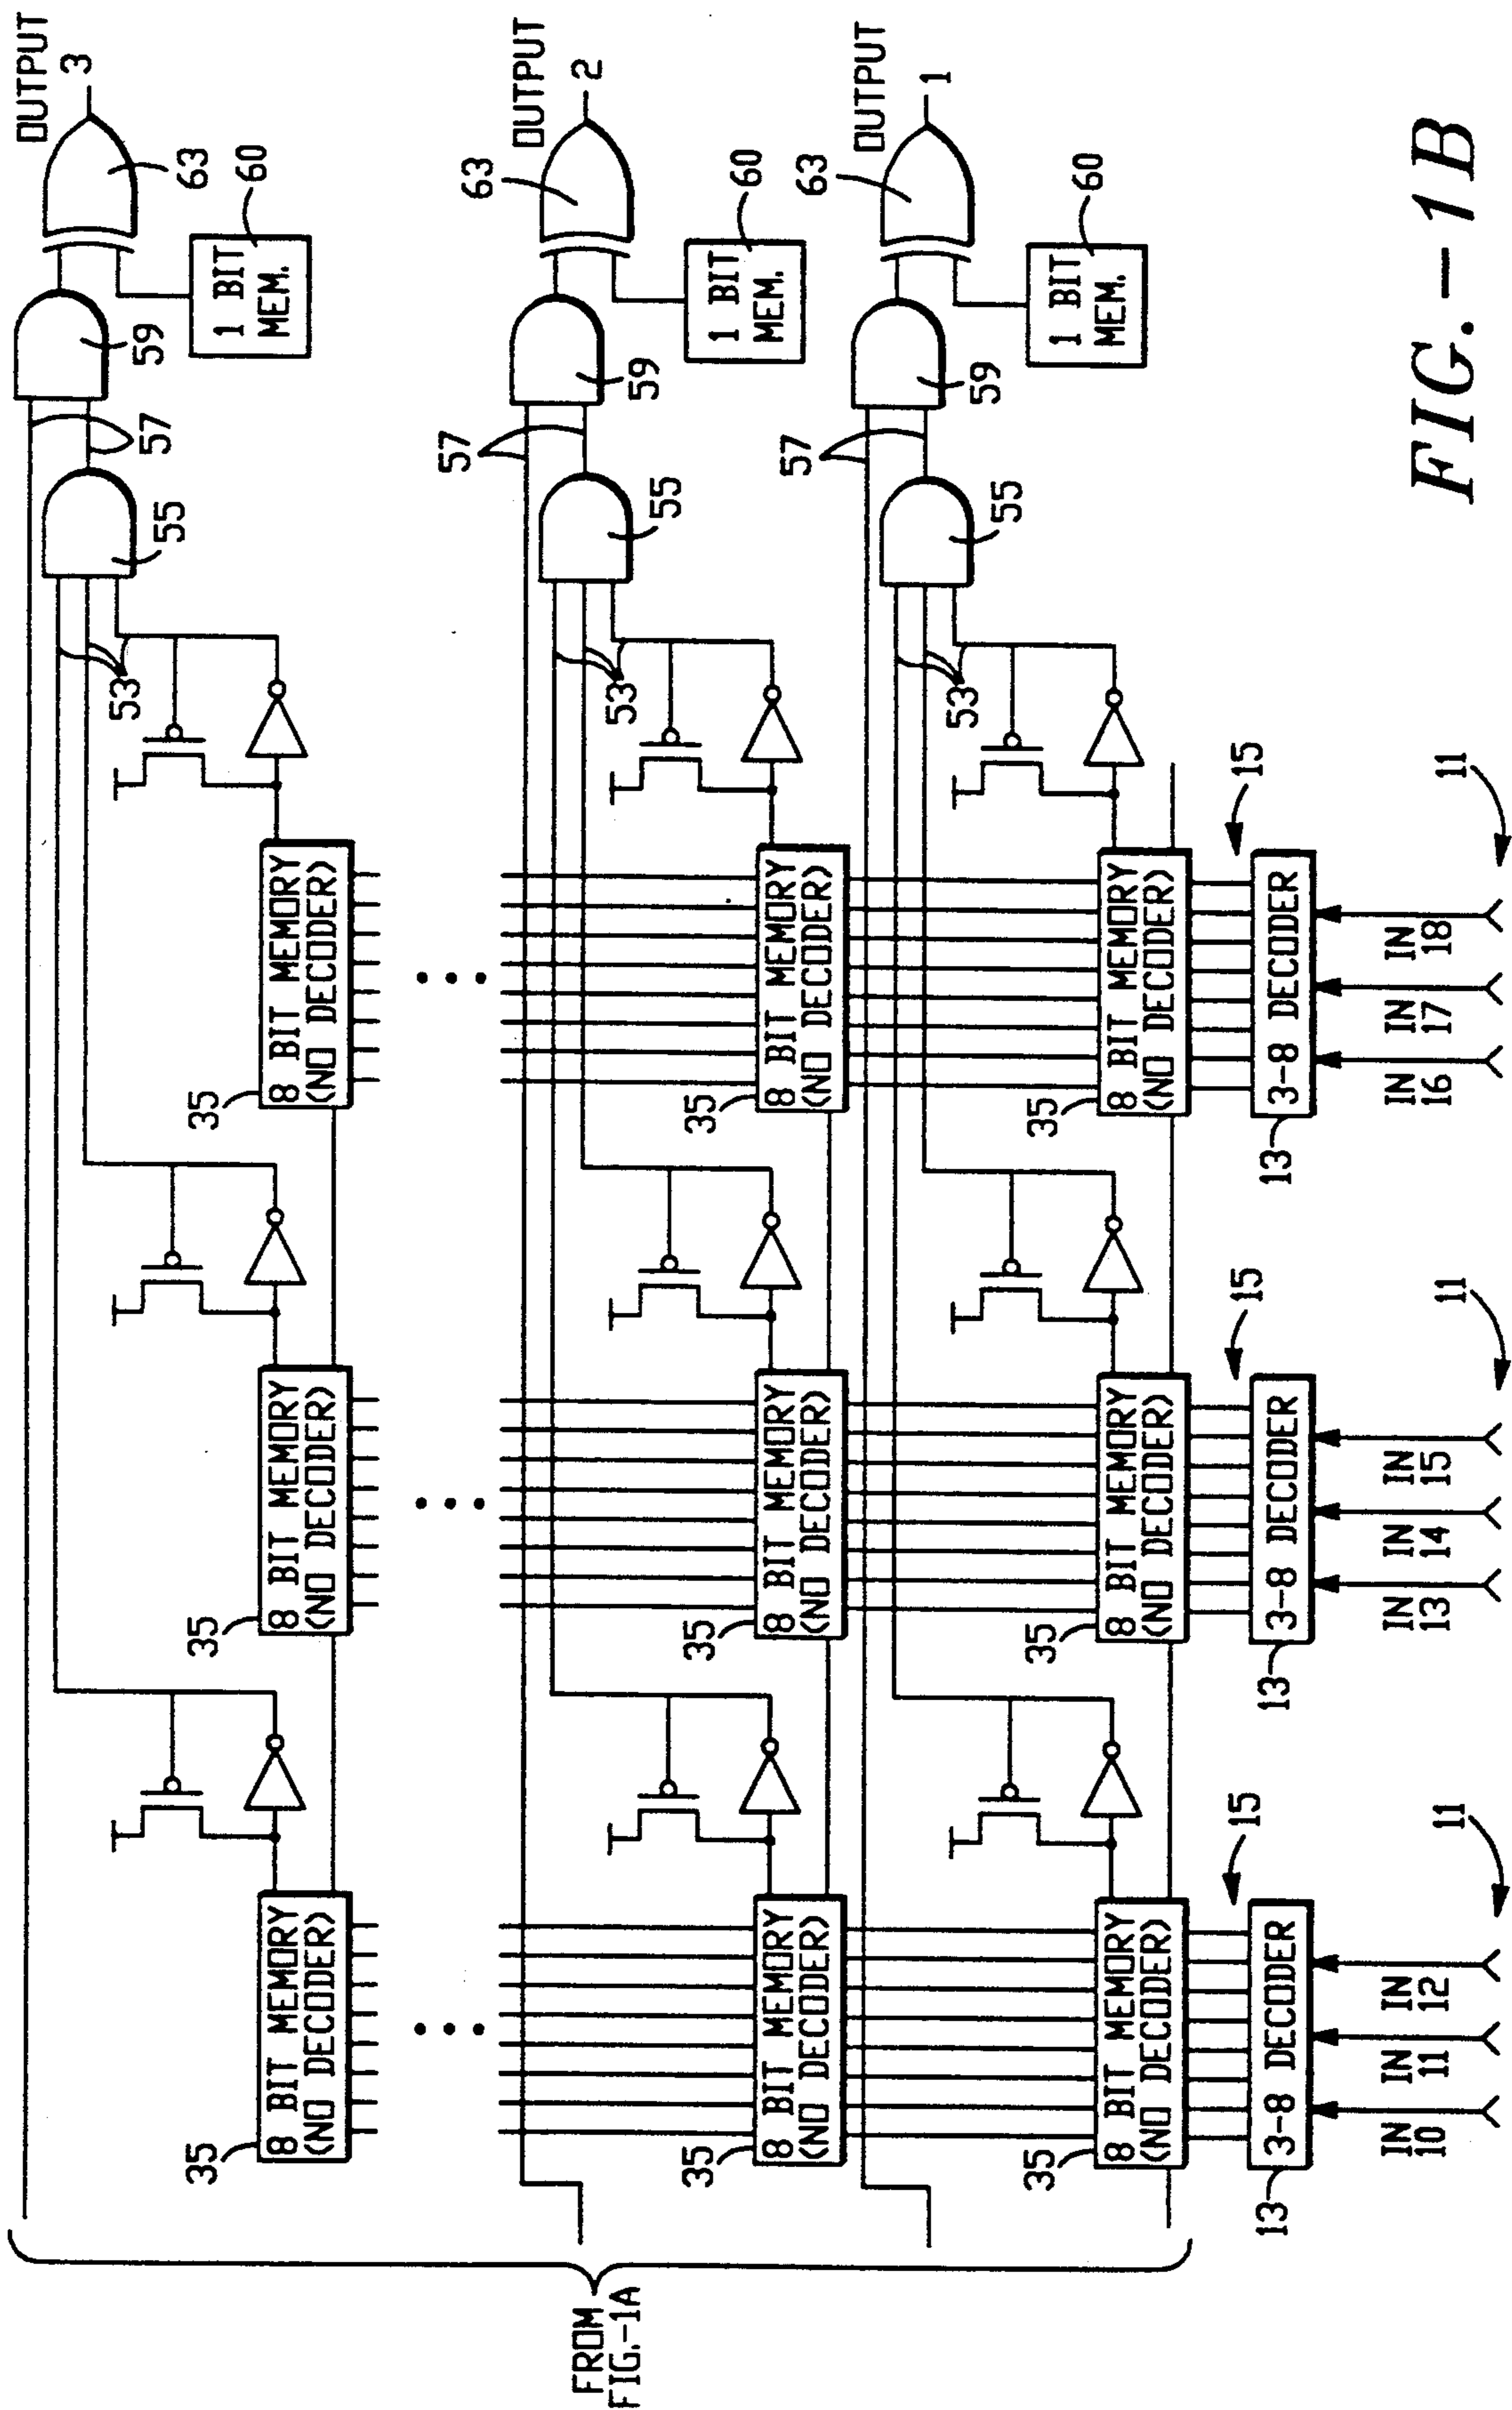 OUTPUT
3
57
59
55
63
53
60
1 BIT
MEM.
35
8 BIT MEMORY
(NO DECODER)
35
8 BIT MEMORY
(NO DECODER)
35
8 BIT MEMORY
(NO DECODER)
OUTPUT
2
57
63
59
55
53
60
1 BIT
MEM.
FROM
FIG.-1A
35
8 BIT MEMORY
(NO DECODER)
35
8 BIT MEMORY
(NO DECODER)
35
8 BIT MEMORY
(NO DECODER)
OUTPUT
1
57
63
59
55
53
60
1 BIT
MEM.
35
8 BIT MEMORY
(NO DECODER)
35
8 BIT MEMORY
(NO DECODER)
35
8 BIT MEMORY
(NO DECODER)
15
15
15
13
3-8 DECODER
13
3-8 DECODER
13
3-8 DECODER
IN IN IN
10 11 12
11
IN IN IN
13 14 15
11
IN IN IN
16 17 18
11
FIG.-1B